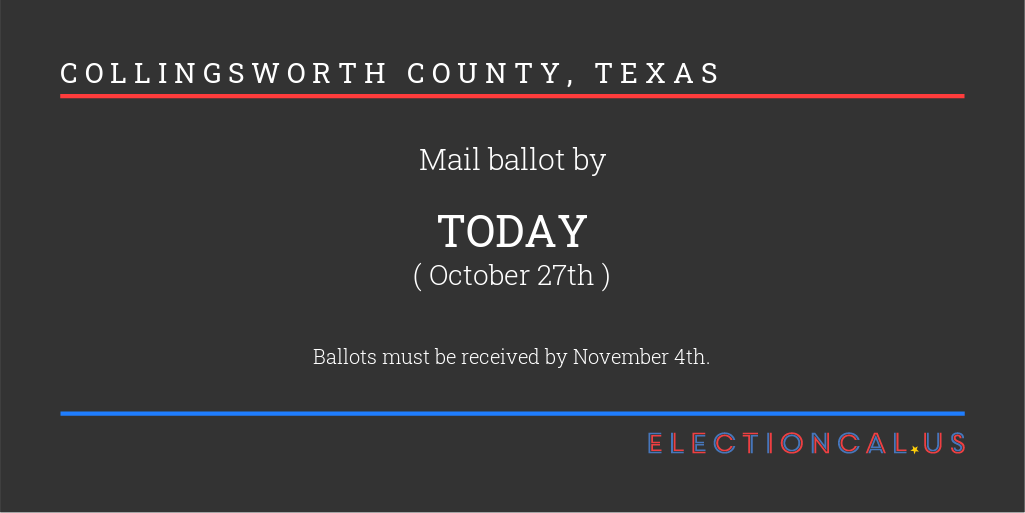 COLLINGSWORTH COUNTY, TEXAS
Mail ballot by
TODAY
( October 27th )
Ballots must be received by November 4th.
ELECTIONCAL.US